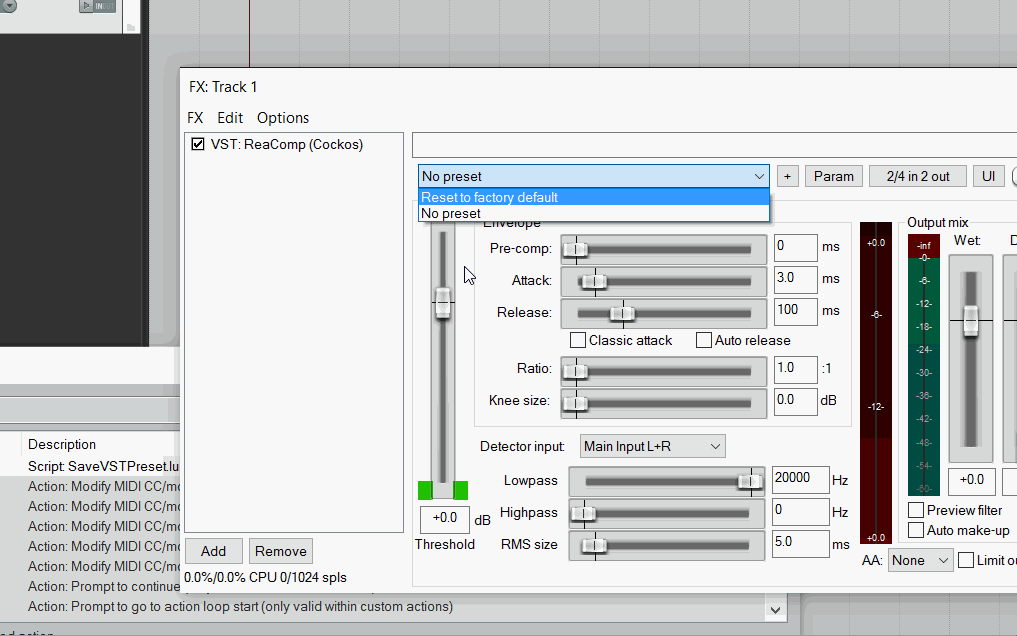 IN
FX: Track 1
FX Edit Options
VST: ReaComp (Cockos)
No preset
+
Param
2/4 in 2 out
UI
Reset to factory default
No preset
Envelope
Pre-comp: 0 ms
Attack: 3.0 ms
Release: 100 ms
Classic attack Auto release
Ratio: 1.0 :1
Knee size: 0.0 dB
Detector input: Main Input L+R
Lowpass 20000 Hz
Highpass 0 Hz
RMS size 5.0 ms
+0.0 dB
Threshold
+0.0
-6-
-12-
+0.0
Output mix
Wet:
-inf
-0-
-6-
-12-
-18-
-24-
-30-
-36-
-42-
-48-
-54-
-60-
+0.0
Preview filter
Auto make-up
AA: None Limit
Add Remove
0.0%/0.0% CPU 0/1024 spls
Description
Script: SaveVSTPreset.lu
Action: Modify MIDI CC/mo
Action: Modify MIDI CC/mo
Action: Modify MIDI CC/mo
Action: Modify MIDI CC/mo
Action: Modify MIDI CC/mo
Action: Prompt to continue
Action: Prompt to go to action loop start (only valid within custom actions)